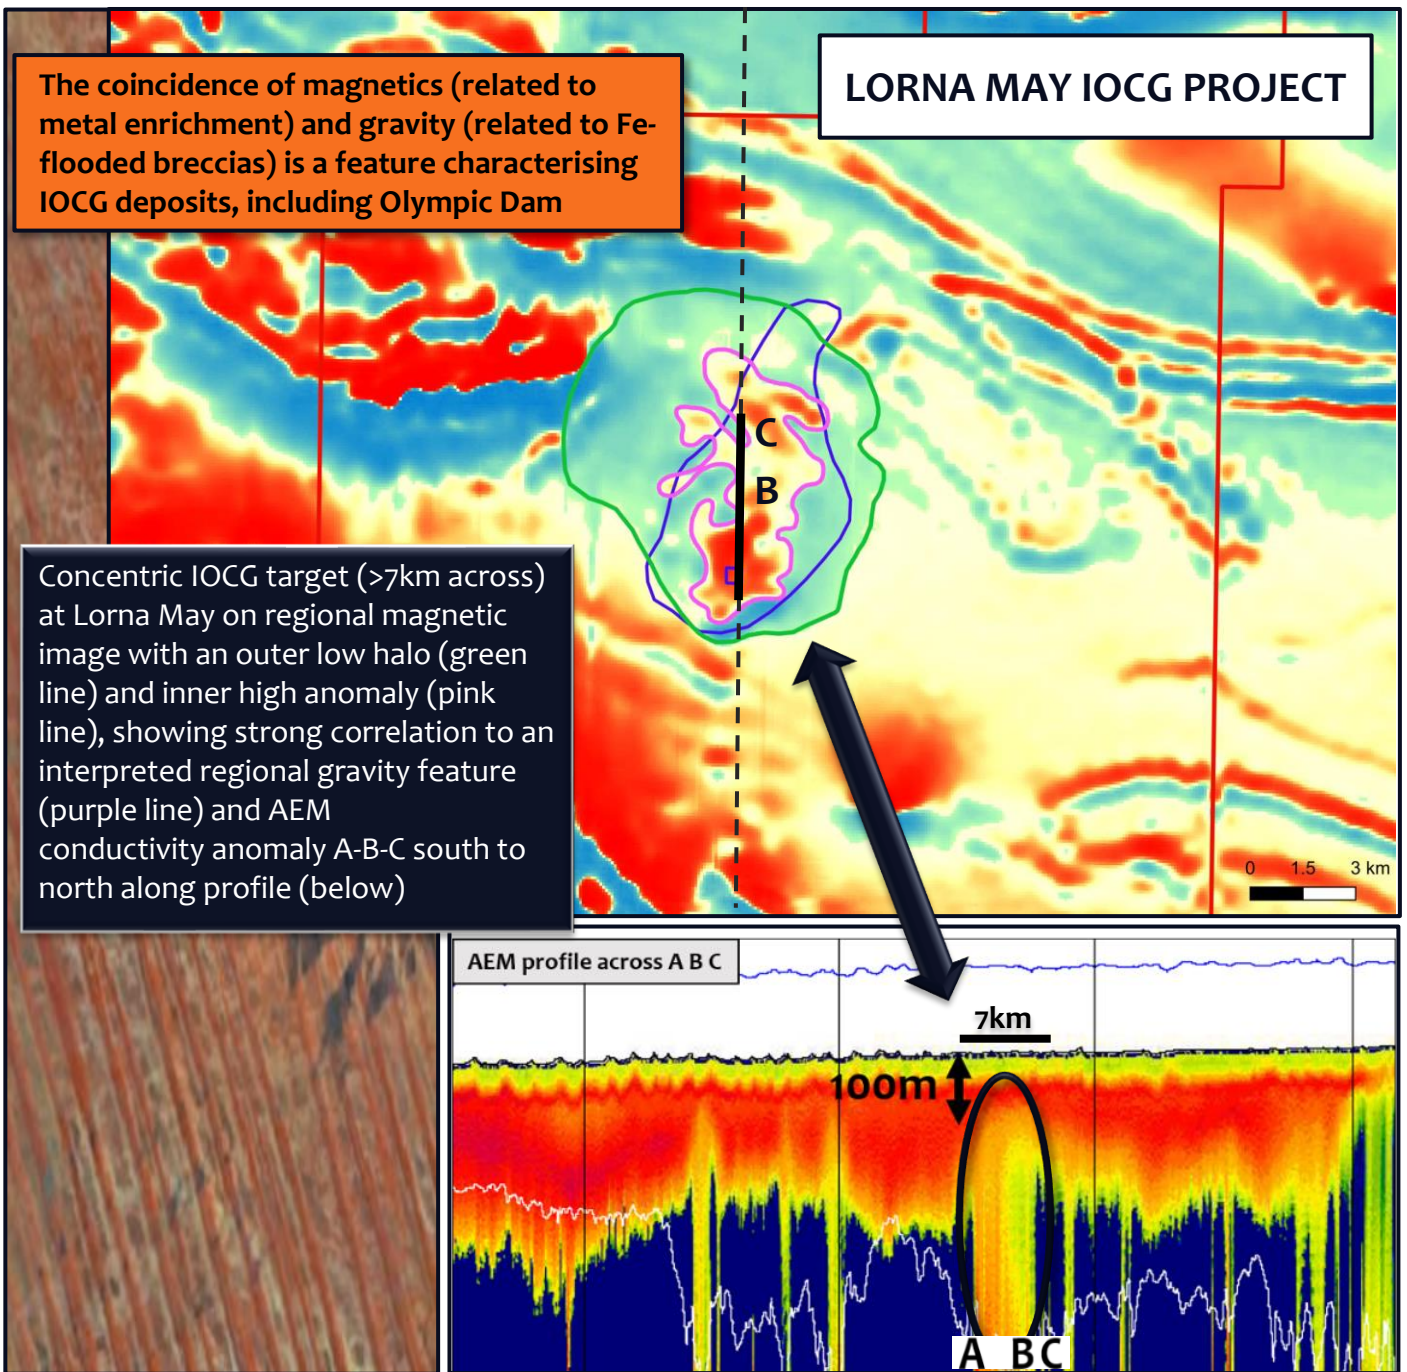 The coincidence of magnetics (related to
metal enrichment) and gravity (related to Fe-
flooded breccias) is a feature characterising
IOCG deposits, including Olympic Dam
LORNA MAY IOCG PROJECT
C
B
Concentric IOCG target (>7km across)
at Lorna May on regional magnetic
image with an outer low halo (green
line) and inner high anomaly (pink
line), showing strong correlation to an
interpreted regional gravity feature
(purple line) and AEM
conductivity anomaly A-B-C south to
north along profile (below)
0 1.5 3 km
AEM profile across A B C
7km
100m
A B C